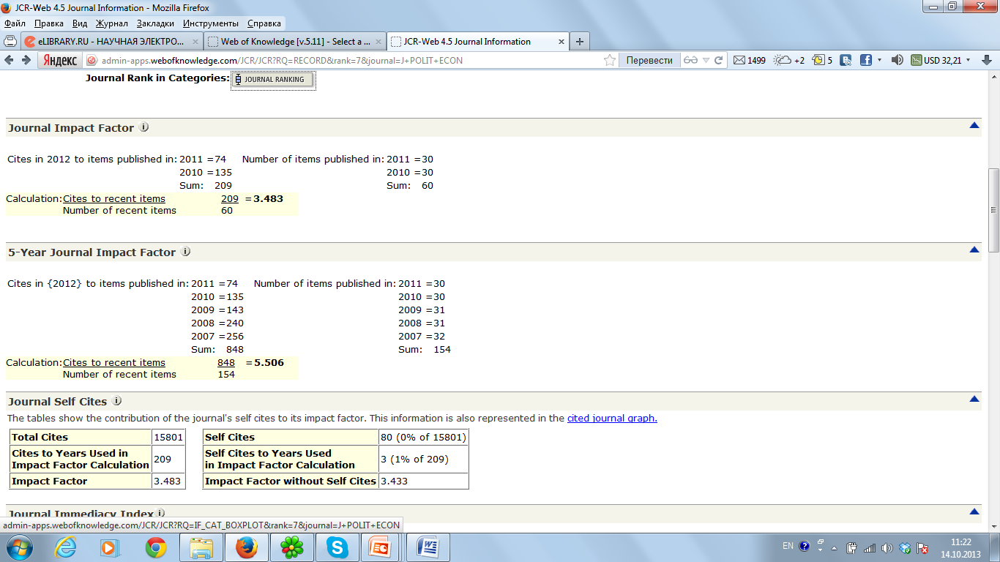 JCR-Web 4.5 Journal Information - Mozilla Firefox
Файл Правка Вид Журнал Закладки Инструменты Справка
eLIBRARY.RU - НАУЧНАЯ ЭЛЕКТРО... Web of Knowledge [v.5.11] - Select a ... JCR-Web 4.5 Journal Information
Яндекс admin-apps.webofknowledge.com/JCR/JCR?RQ=RECORD&rank=7&journal=J+POLIT+ECON Перевести 1499 +2 5 USD 32,21
Journal Rank in Categories: JOURNAL RANKING
Journal Impact Factor i
Cites in 2012 to items published in: 2011 =74 Number of items published in: 2011 =30
2010 =135 2010 =30
Sum: 209 Sum: 60
Calculation: Cites to recent items 209 =3.483
Number of recent items 60
5-Year Journal Impact Factor i
Cites in {2012} to items published in: 2011 =74 Number of items published in: 2011 =30
2010 =135 2010 =30
2009 =143 2009 =31
2008 =240 2008 =31
2007 =256 2007 =32
Sum: 848 Sum: 154
Calculation: Cites to recent items 848 =5.506
Number of recent items 154
Journal Self Cites i
The tables show the contribution of the journal's self cites to its impact factor. This information is also represented in the cited journal graph.
Total Cites 15801 Self Cites 80 (0% of 15801)
Cites to Years Used in
Impact Factor Calculation 209 Self Cites to Years Used
in Impact Factor Calculation 3 (1% of 209)
Impact Factor 3.483 Impact Factor without Self Cites 3.433
Journal Immediacy Index i
admin-apps.webofknowledge.com/JCR/JCR?RQ=IF_CAT_BOXPLOT&rank=7&journal=J+POLIT+ECON
EN 11:22
14.10.2013